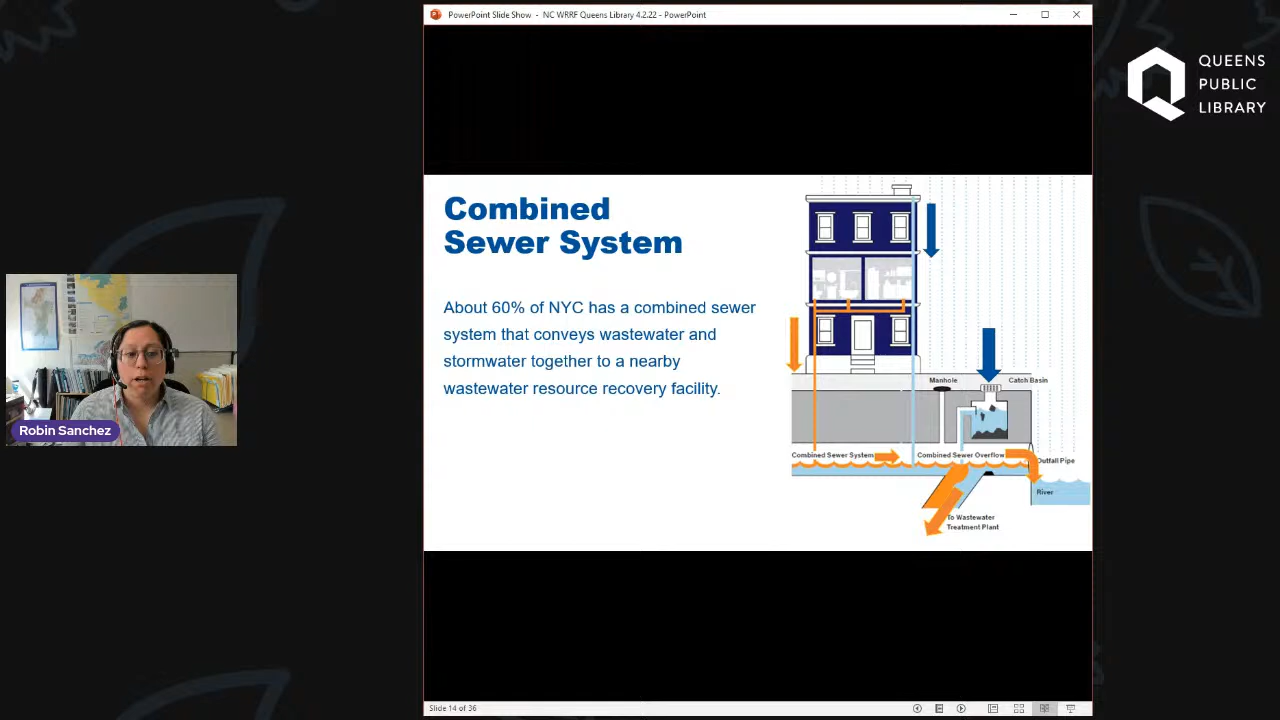 PowerPoint Slide Show - NC WRRF Queens Library 4.2.22 - PowerPoint
QUEENS
PUBLIC
LIBRARY
Combined
Sewer System
About 60% of NYC has a combined sewer
system that conveys wastewater and
stormwater together to a nearby
wastewater resource recovery facility.
Manhole
Catch Basin
Combined Sewer System
Combined Sewer Overflow
Outfall Pipe
River
To Wastewater
Treatment Plant
Robin Sanchez
Slide 14 of 36